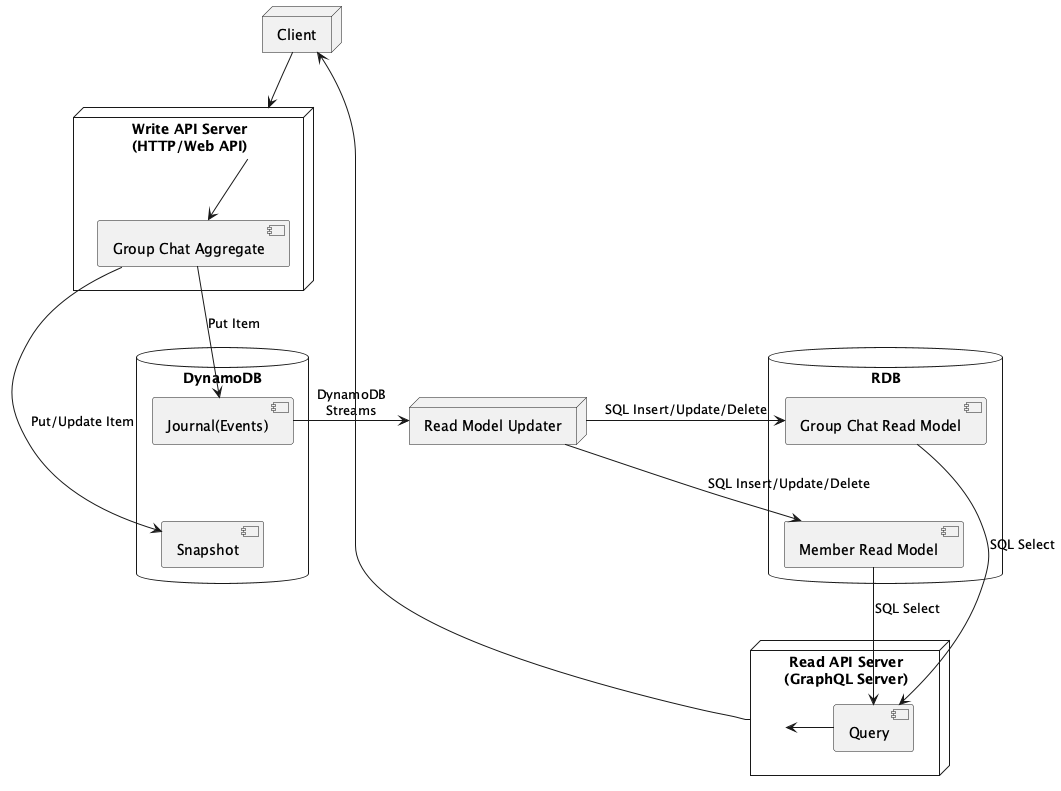 Client
Write API Server
(HTTP/Web API)
Group Chat Aggregate
Put Item
DynamoDB
DynamoDB
Streams
RDB
Journal(Events)
Put/Update Item
Read Model Updater
SQL Insert/Update/Delete
Group Chat Read Model
SQL Insert/Update/Delete
Snapshot
Member Read Model
SQL Select
SQL Select
Read API Server
(GraphQL Server)
Query